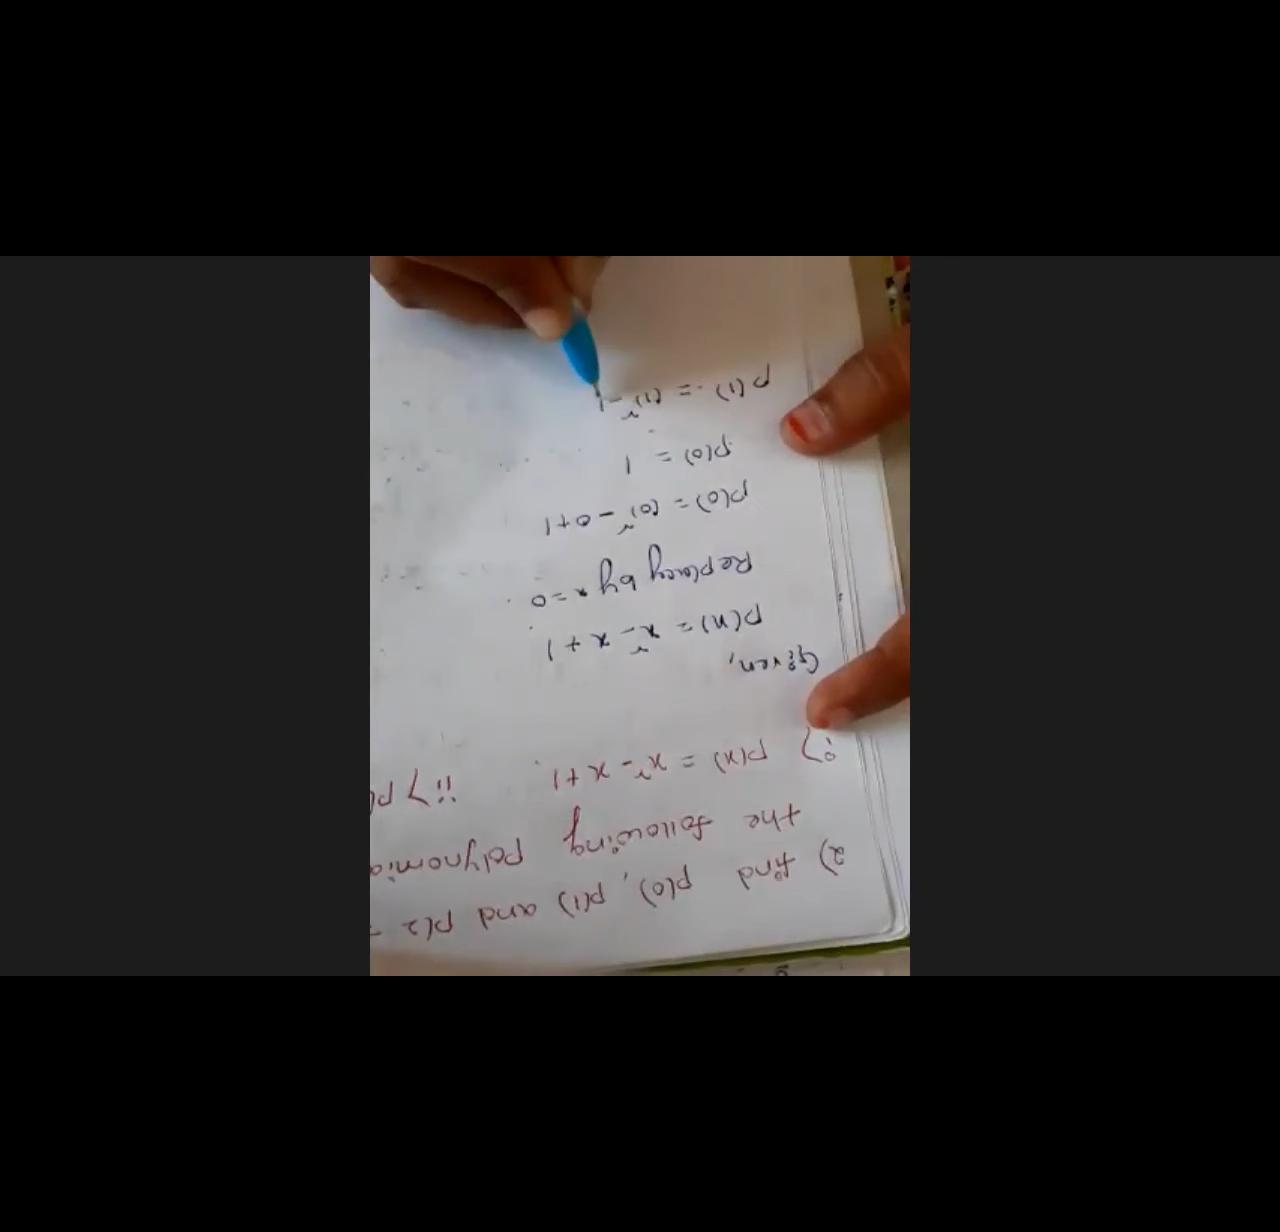 2) find p(0), p(1) and p(2
the following polynomia
i) p(x) = x² - x + 1 ii) p(
Given,
p(x) = x² - x + 1
Replacy by x = 0
p(0) = (0)² - 0 + 1
p(0) = 1
p(1) = (1)² - 1